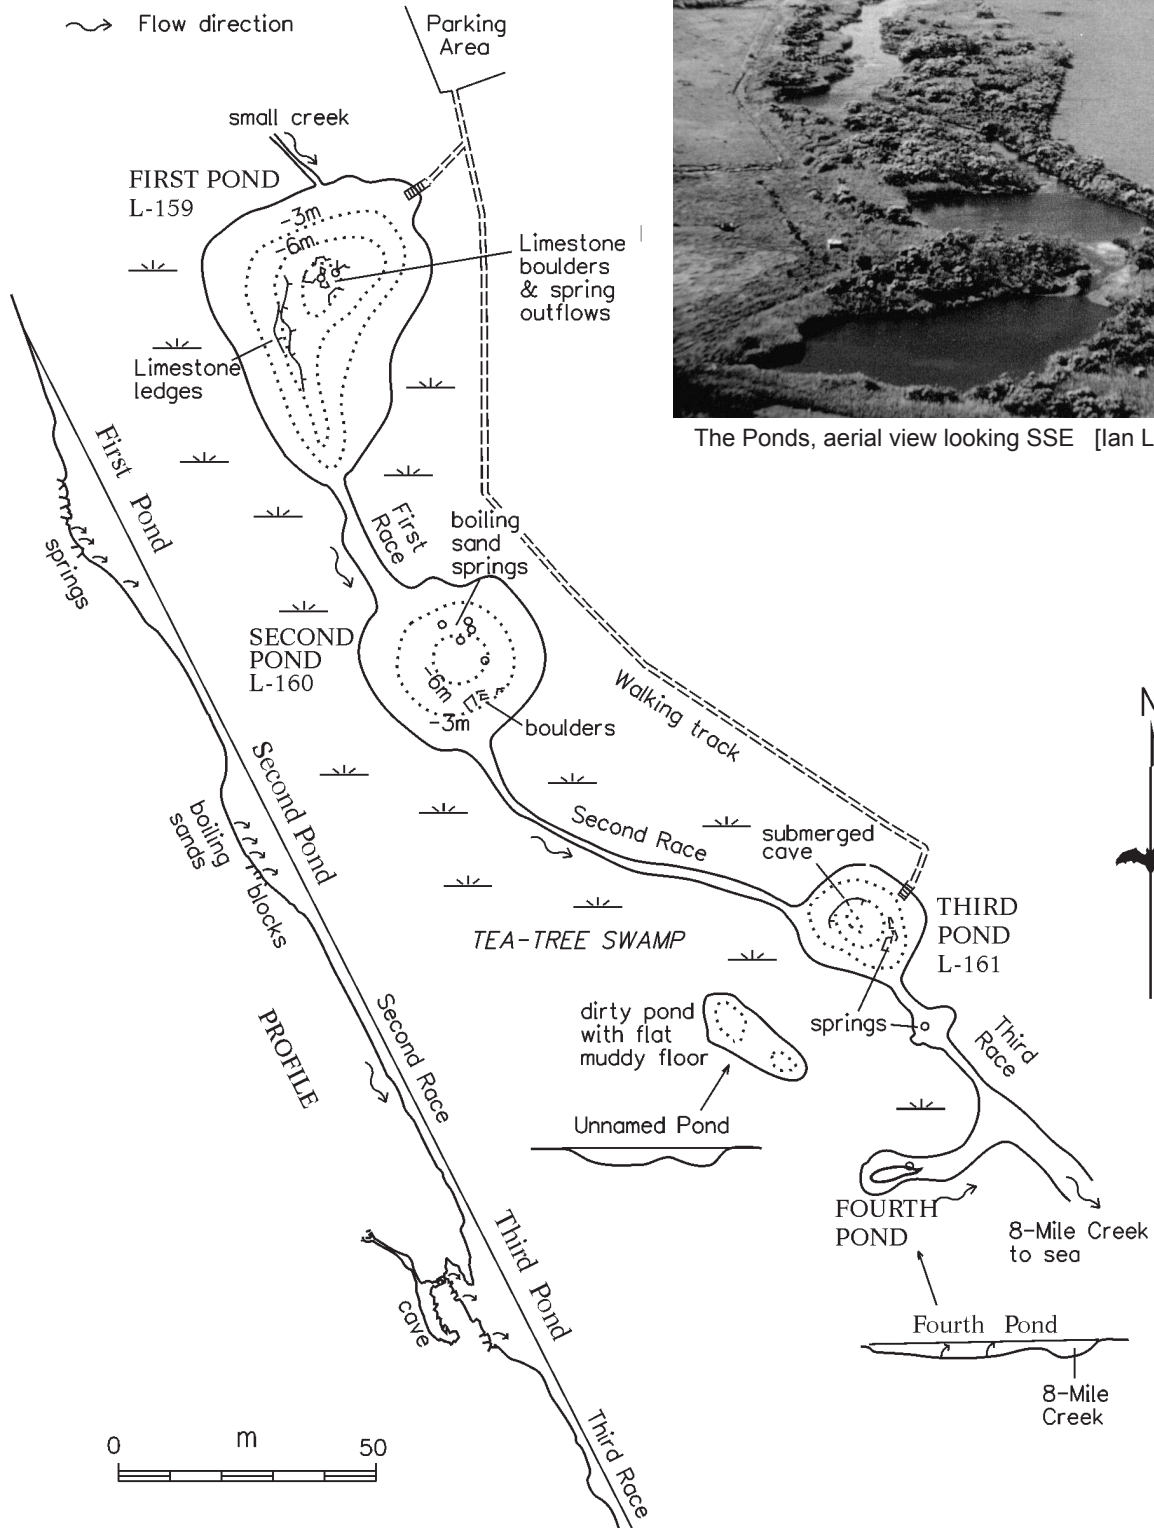 Flow direction
Parking
Area
small creek
FIRST POND
L-159
-3m
-6m.
Limestone
boulders
& spring
outflows
Limestone
ledges
The Ponds, aerial view looking SSE [Ian L
First Pond
springs
First
Race
boiling
sand
springs
SECOND
POND
L-160
-6m
-3m
boulders
Walking track
N
Second Pond
boiling
sands
blocks
Second Race
submerged
cave
THIRD
POND
L-161
TEA-TREE SWAMP
PROFILE
Second Race
dirty pond
with flat
muddy floor
springs
Third
Race
Unnamed Pond
FOURTH
POND
8-Mile Creek
to sea
Third Pond
cave
Fourth Pond
8-Mile
Creek
Third Race
0 m 50